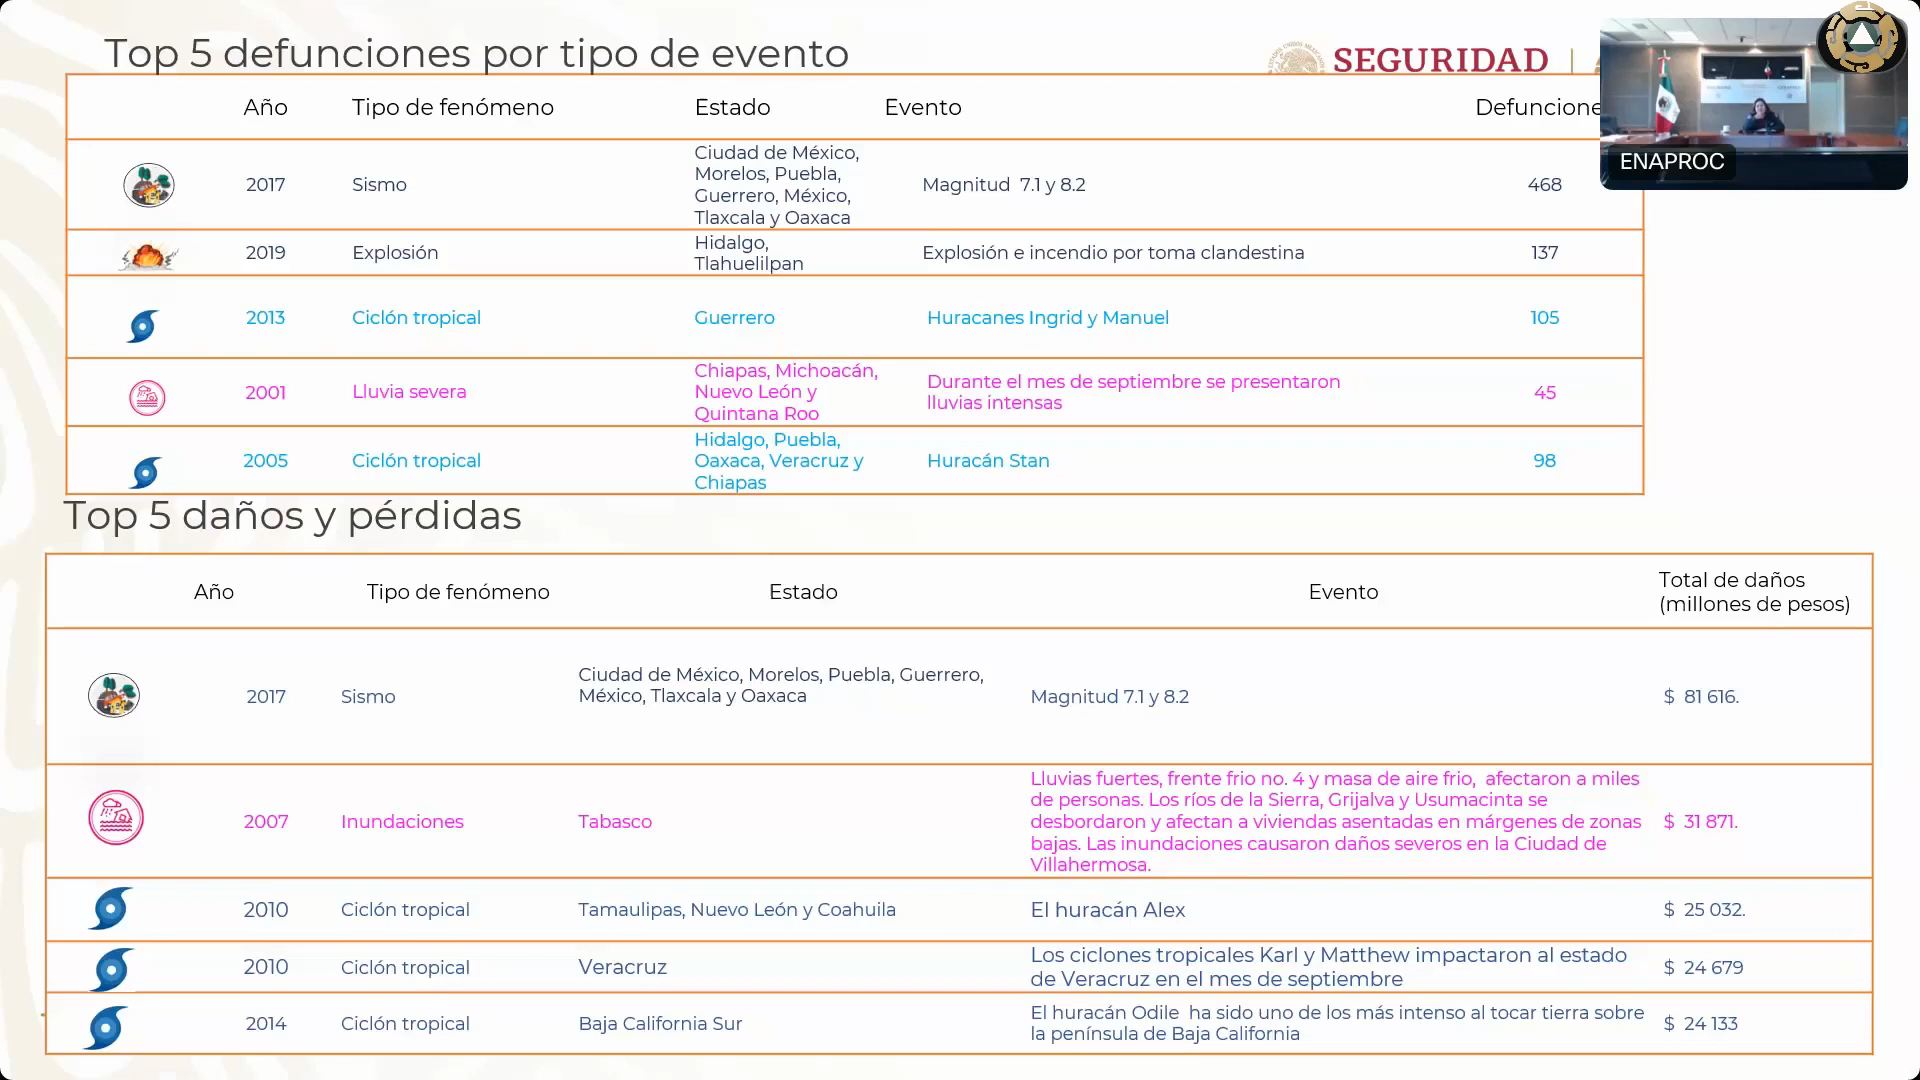 Top 5 defunciones por tipo de evento
SEGURIDAD
ENAPROC
Año Tipo de fenómeno Estado Evento Defuncione
2017 Sismo Ciudad de México, Morelos, Puebla, Guerrero, México, Tlaxcala y Oaxaca Magnitud 7.1 y 8.2 468
2019 Explosión Hidalgo, Tlahuelilpan Explosión e incendio por toma clandestina 137
2013 Ciclón tropical Guerrero Huracanes Ingrid y Manuel 105
2001 Lluvia severa Chiapas, Michoacán, Nuevo León y Quintana Roo Durante el mes de septiembre se presentaron lluvias intensas 45
2005 Ciclón tropical Hidalgo, Puebla, Oaxaca, Veracruz y Chiapas Huracán Stan 98
Top 5 daños y pérdidas
Año Tipo de fenómeno Estado Evento Total de daños (millones de pesos)
2017 Sismo Ciudad de México, Morelos, Puebla, Guerrero, México, Tlaxcala y Oaxaca Magnitud 7.1 y 8.2 $ 81 616.
2007 Inundaciones Tabasco Lluvias fuertes, frente frio no. 4 y masa de aire frio, afectaron a miles de personas. Los ríos de la Sierra, Grijalva y Usumacinta se desbordaron y afectan a viviendas asentadas en márgenes de zonas bajas. Las inundaciones causaron daños severos en la Ciudad de Villahermosa. $ 31 871.
2010 Ciclón tropical Tamaulipas, Nuevo León y Coahuila El huracán Alex $ 25 032.
2010 Ciclón tropical Veracruz Los ciclones tropicales Karl y Matthew impactaron al estado de Veracruz en el mes de septiembre $ 24 679
2014 Ciclón tropical Baja California Sur El huracán Odile ha sido uno de los más intenso al tocar tierra sobre la península de Baja California $ 24 133